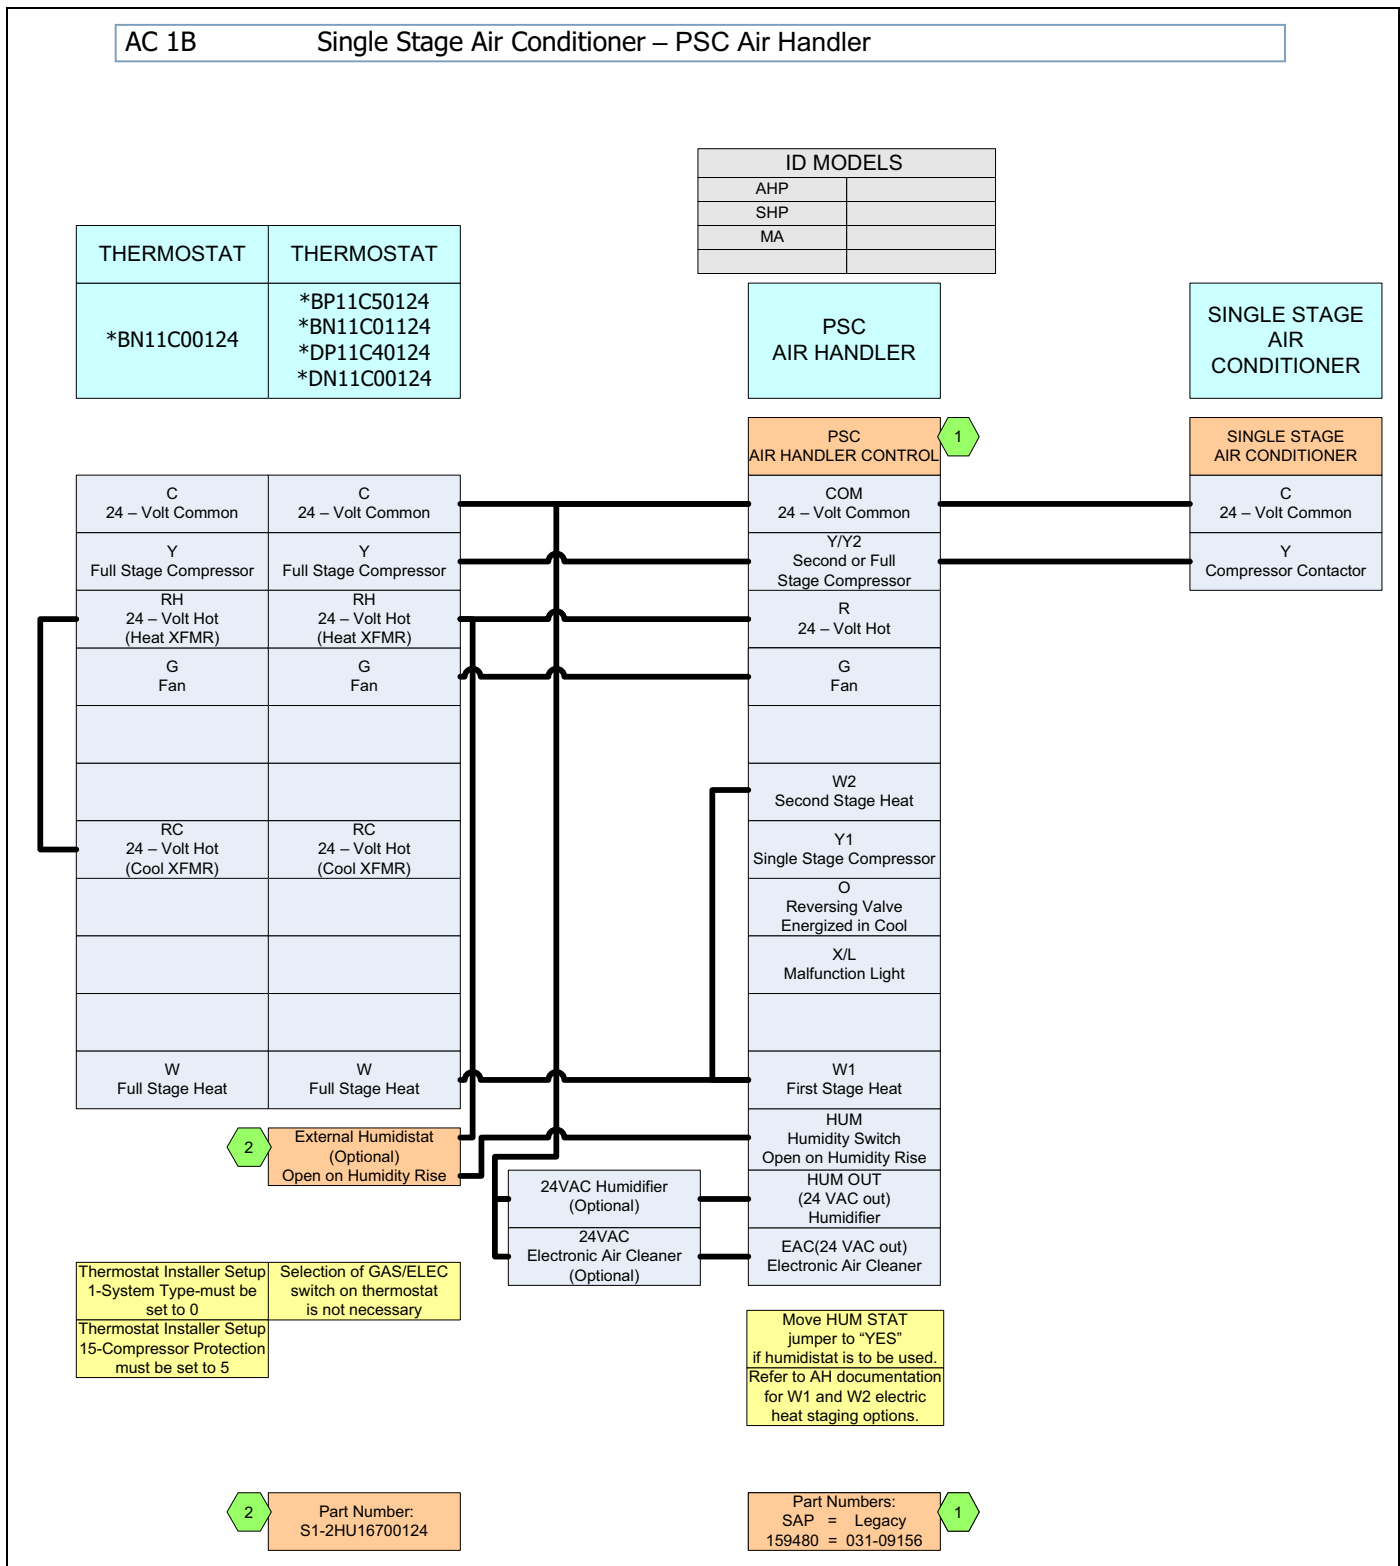 AC 1B Single Stage Air Conditioner – PSC Air Handler
ID MODELS
AHP
SHP
MA
THERMOSTAT
*BN11C00124
THERMOSTAT
*BP11C50124
*BN11C01124
*DP11C40124
*DN11C00124
PSC
AIR HANDLER
SINGLE STAGE
AIR
CONDITIONER
C
24 – Volt Common
Y
Full Stage Compressor
RH
24 – Volt Hot
(Heat XFMR)
G
Fan
RC
24 – Volt Hot
(Cool XFMR)
W
Full Stage Heat
C
24 – Volt Common
Y
Full Stage Compressor
RH
24 – Volt Hot
(Heat XFMR)
G
Fan
RC
24 – Volt Hot
(Cool XFMR)
W
Full Stage Heat
2
External Humidistat
(Optional)
Open on Humidity Rise
PSC
AIR HANDLER CONTROL
1
COM
24 – Volt Common
Y/Y2
Second or Full
Stage Compressor
R
24 – Volt Hot
G
Fan
W2
Second Stage Heat
Y1
Single Stage Compressor
O
Reversing Valve
Energized in Cool
X/L
Malfunction Light
W1
First Stage Heat
HUM
Humidity Switch
Open on Humidity Rise
HUM OUT
(24 VAC out)
Humidifier
EAC(24 VAC out)
Electronic Air Cleaner
SINGLE STAGE
AIR CONDITIONER
C
24 – Volt Common
Y
Compressor Contactor
24VAC Humidifier
(Optional)
24VAC
Electronic Air Cleaner
(Optional)
Thermostat Installer Setup
1-System Type-must be
set to 0
Thermostat Installer Setup
15-Compressor Protection
must be set to 5
Selection of GAS/ELEC
switch on thermostat
is not necessary
Move HUM STAT
jumper to “YES”
if humidistat is to be used.
Refer to AH documentation
for W1 and W2 electric
heat staging options.
2
Part Number:
S1-2HU16700124
Part Numbers:
SAP = Legacy
159480 = 031-09156
1